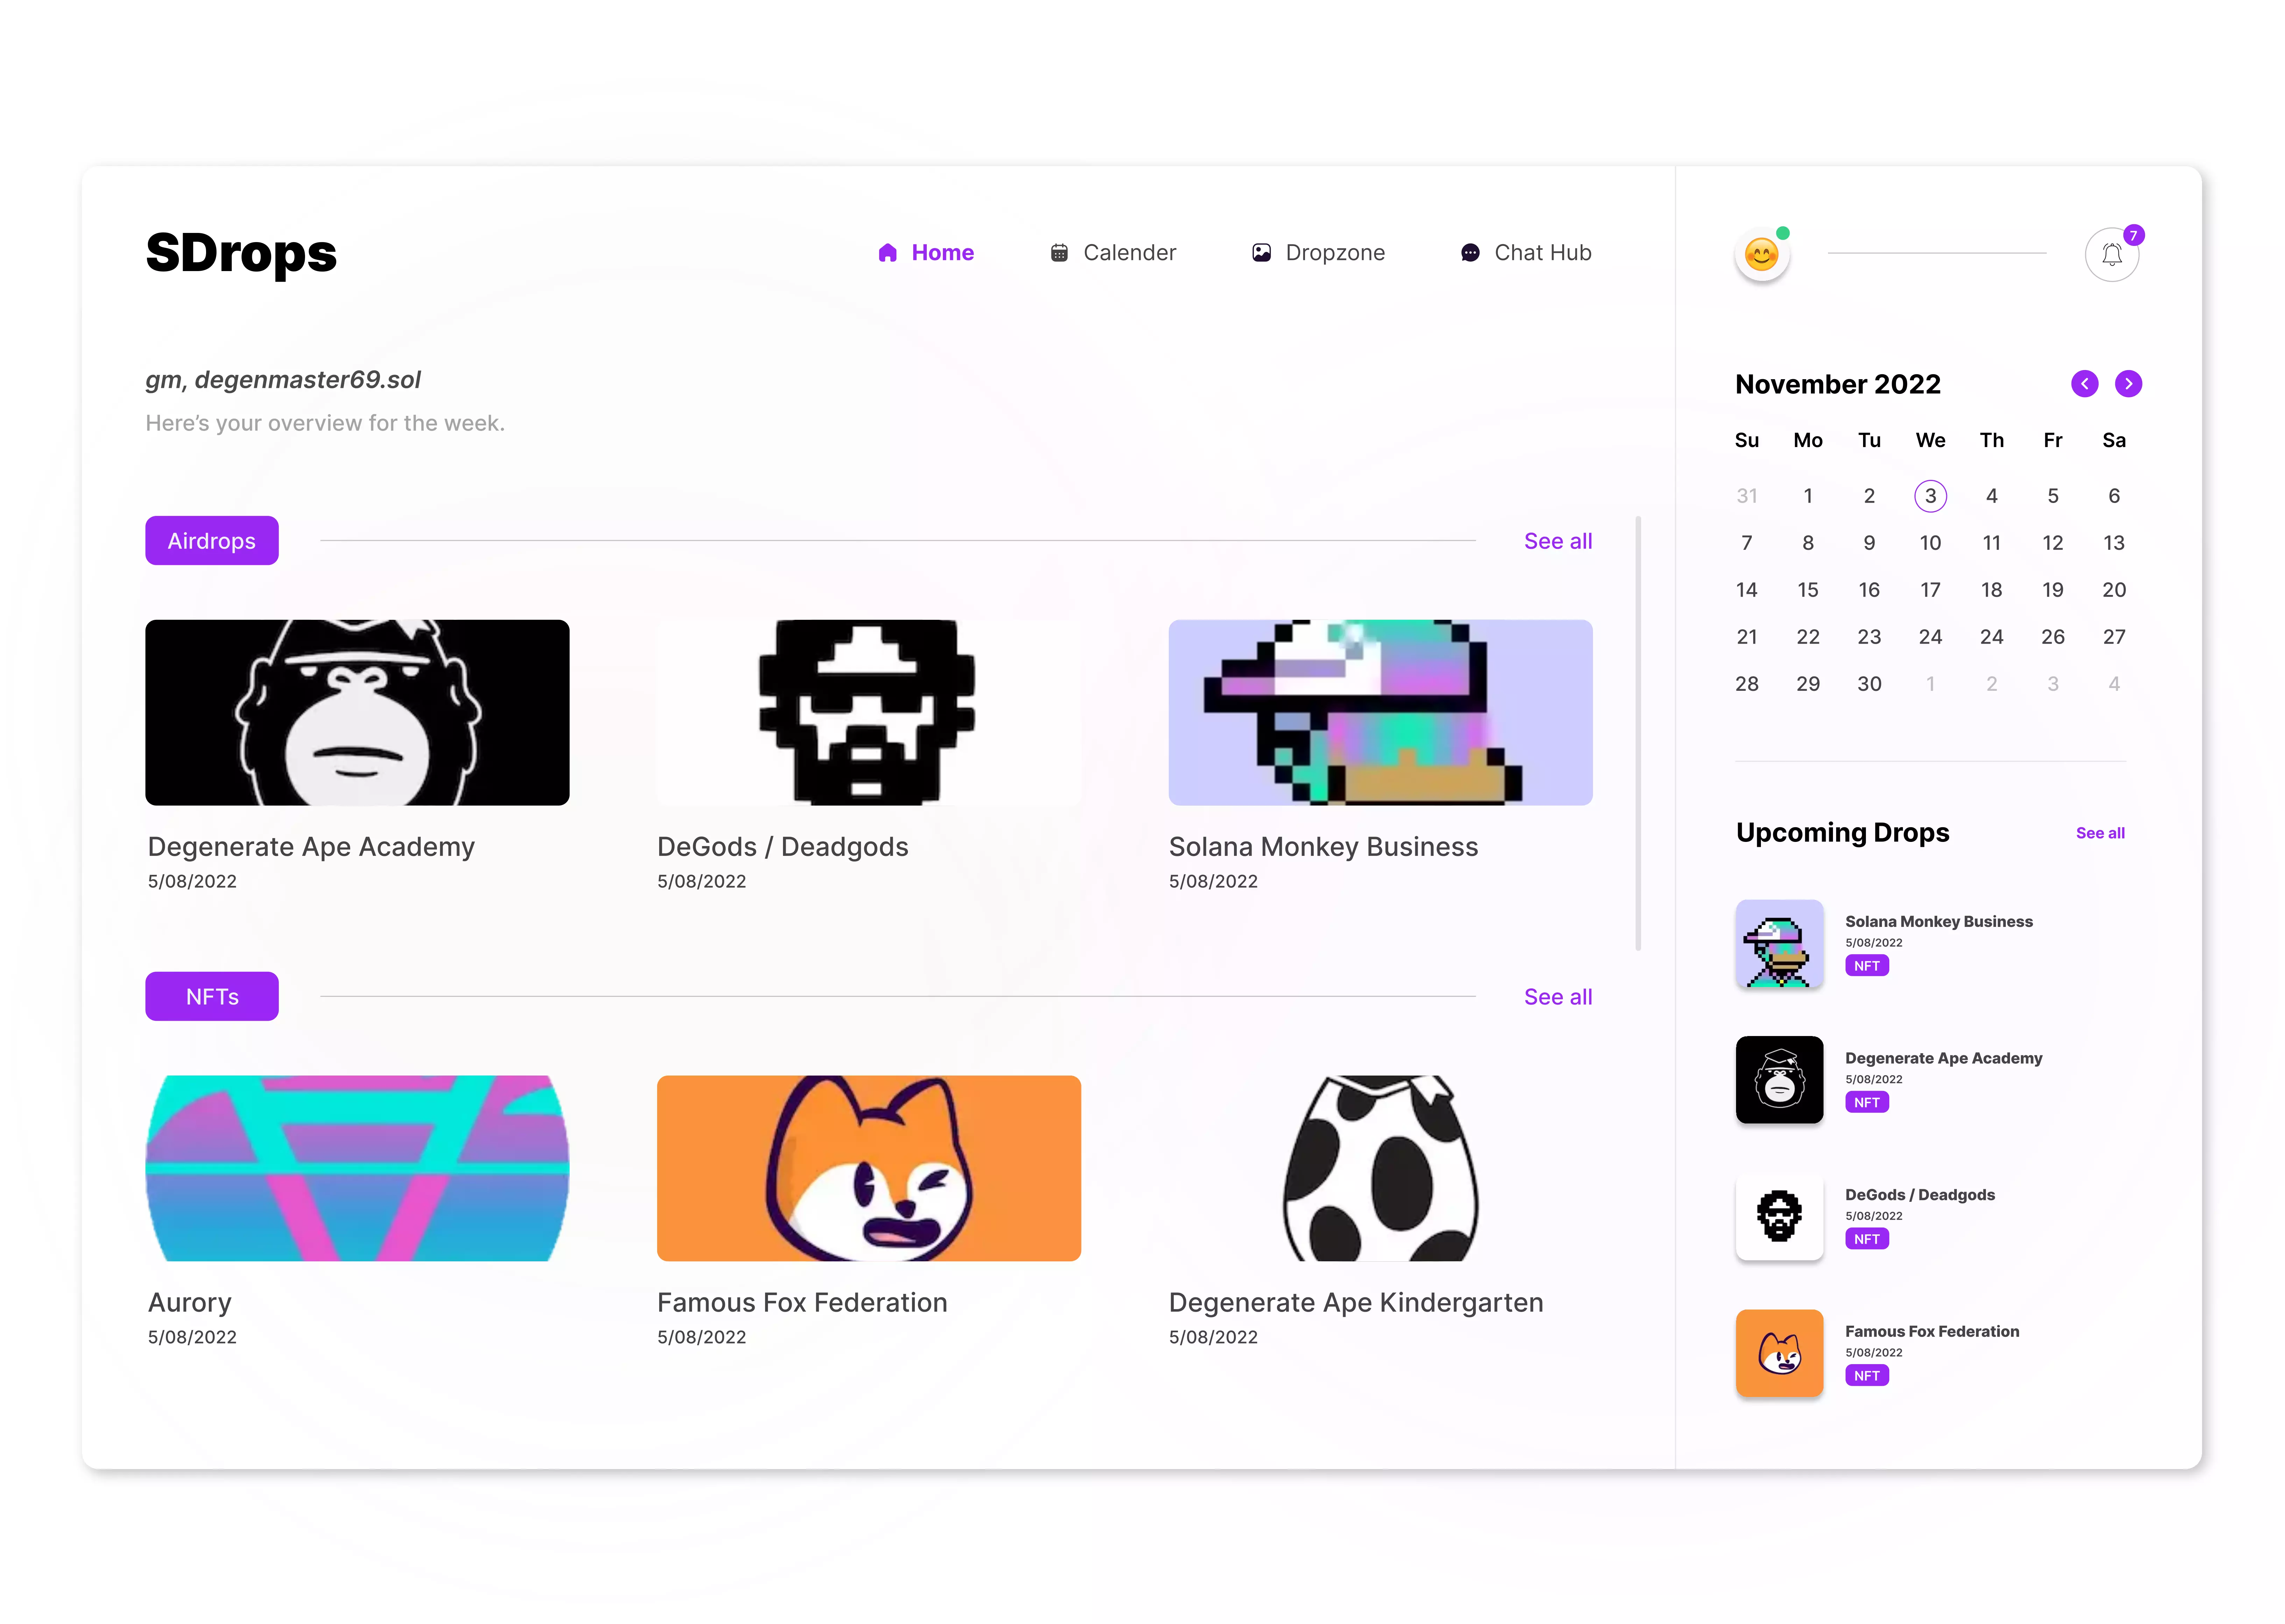 SDrops
Home Calender Dropzone Chat Hub
7
gm, degenmaster69.sol
Here’s your overview for the week.
Airdrops See all
Degenerate Ape Academy
5/08/2022
DeGods / Deadgods
5/08/2022
Solana Monkey Business
5/08/2022
NFTs See all
Aurory
5/08/2022
Famous Fox Federation
5/08/2022
Degenerate Ape Kindergarten
5/08/2022
November 2022
Su Mo Tu We Th Fr Sa
31 1 2 3 4 5 6
7 8 9 10 11 12 13
14 15 16 17 18 19 20
21 22 23 24 24 26 27
28 29 30 1 2 3 4
Upcoming Drops See all
Solana Monkey Business
5/08/2022
NFT
Degenerate Ape Academy
5/08/2022
NFT
DeGods / Deadgods
5/08/2022
NFT
Famous Fox Federation
5/08/2022
NFT